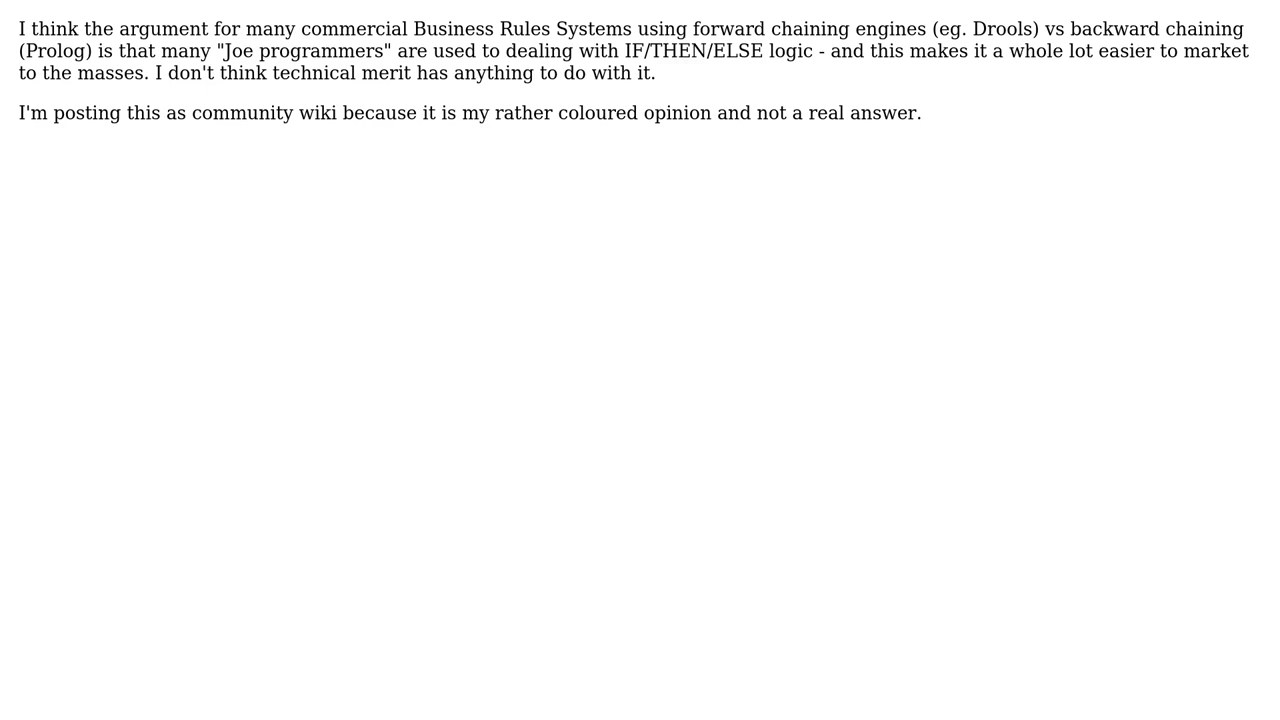 I think the argument for many commercial Business Rules Systems using forward chaining engines (eg. Drools) vs backward chaining
(Prolog) is that many "Joe programmers" are used to dealing with IF/THEN/ELSE logic - and this makes it a whole lot easier to market
to the masses. I don't think technical merit has anything to do with it.
I'm posting this as community wiki because it is my rather coloured opinion and not a real answer.